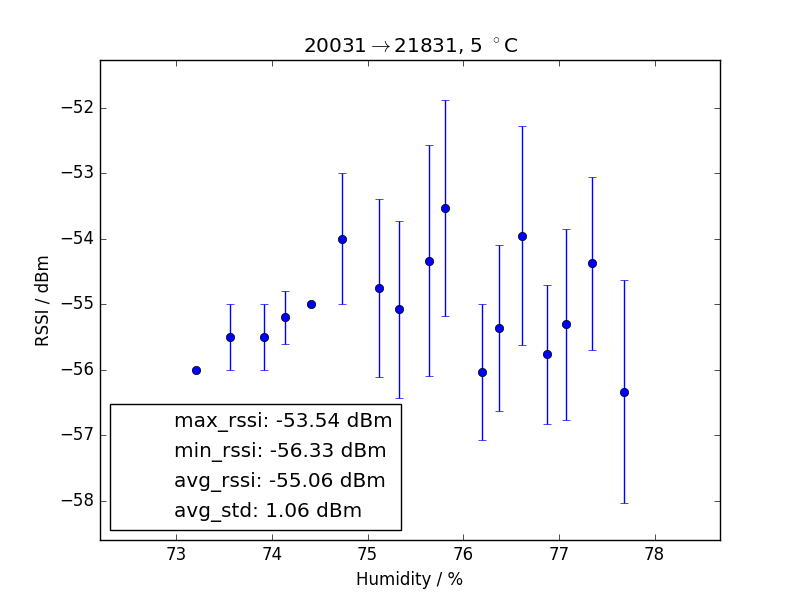 20031→21831, 5 °C
RSSI / dBm
−52
−53
−54
−55
−56
−57
−58
max_rssi: -53.54 dBm
min_rssi: -56.33 dBm
avg_rssi: -55.06 dBm
avg_std: 1.06 dBm
73 74 75 76 77 78
Humidity / %